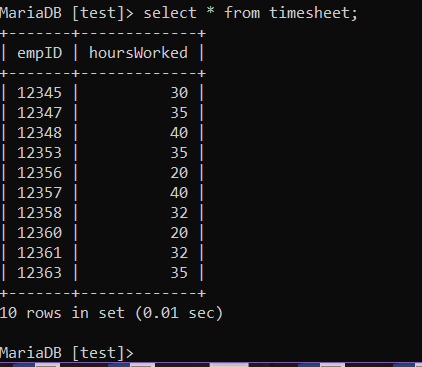 MariaDB [test]> select * from timesheet;
+-------+-------------+
| empID | hoursWorked |
+-------+-------------+
| 12345 |          30 |
| 12347 |          35 |
| 12348 |          40 |
| 12353 |          35 |
| 12356 |          20 |
| 12357 |          40 |
| 12358 |          32 |
| 12360 |          20 |
| 12361 |          32 |
| 12363 |          35 |
+-------+-------------+
10 rows in set (0.01 sec)
MariaDB [test]>